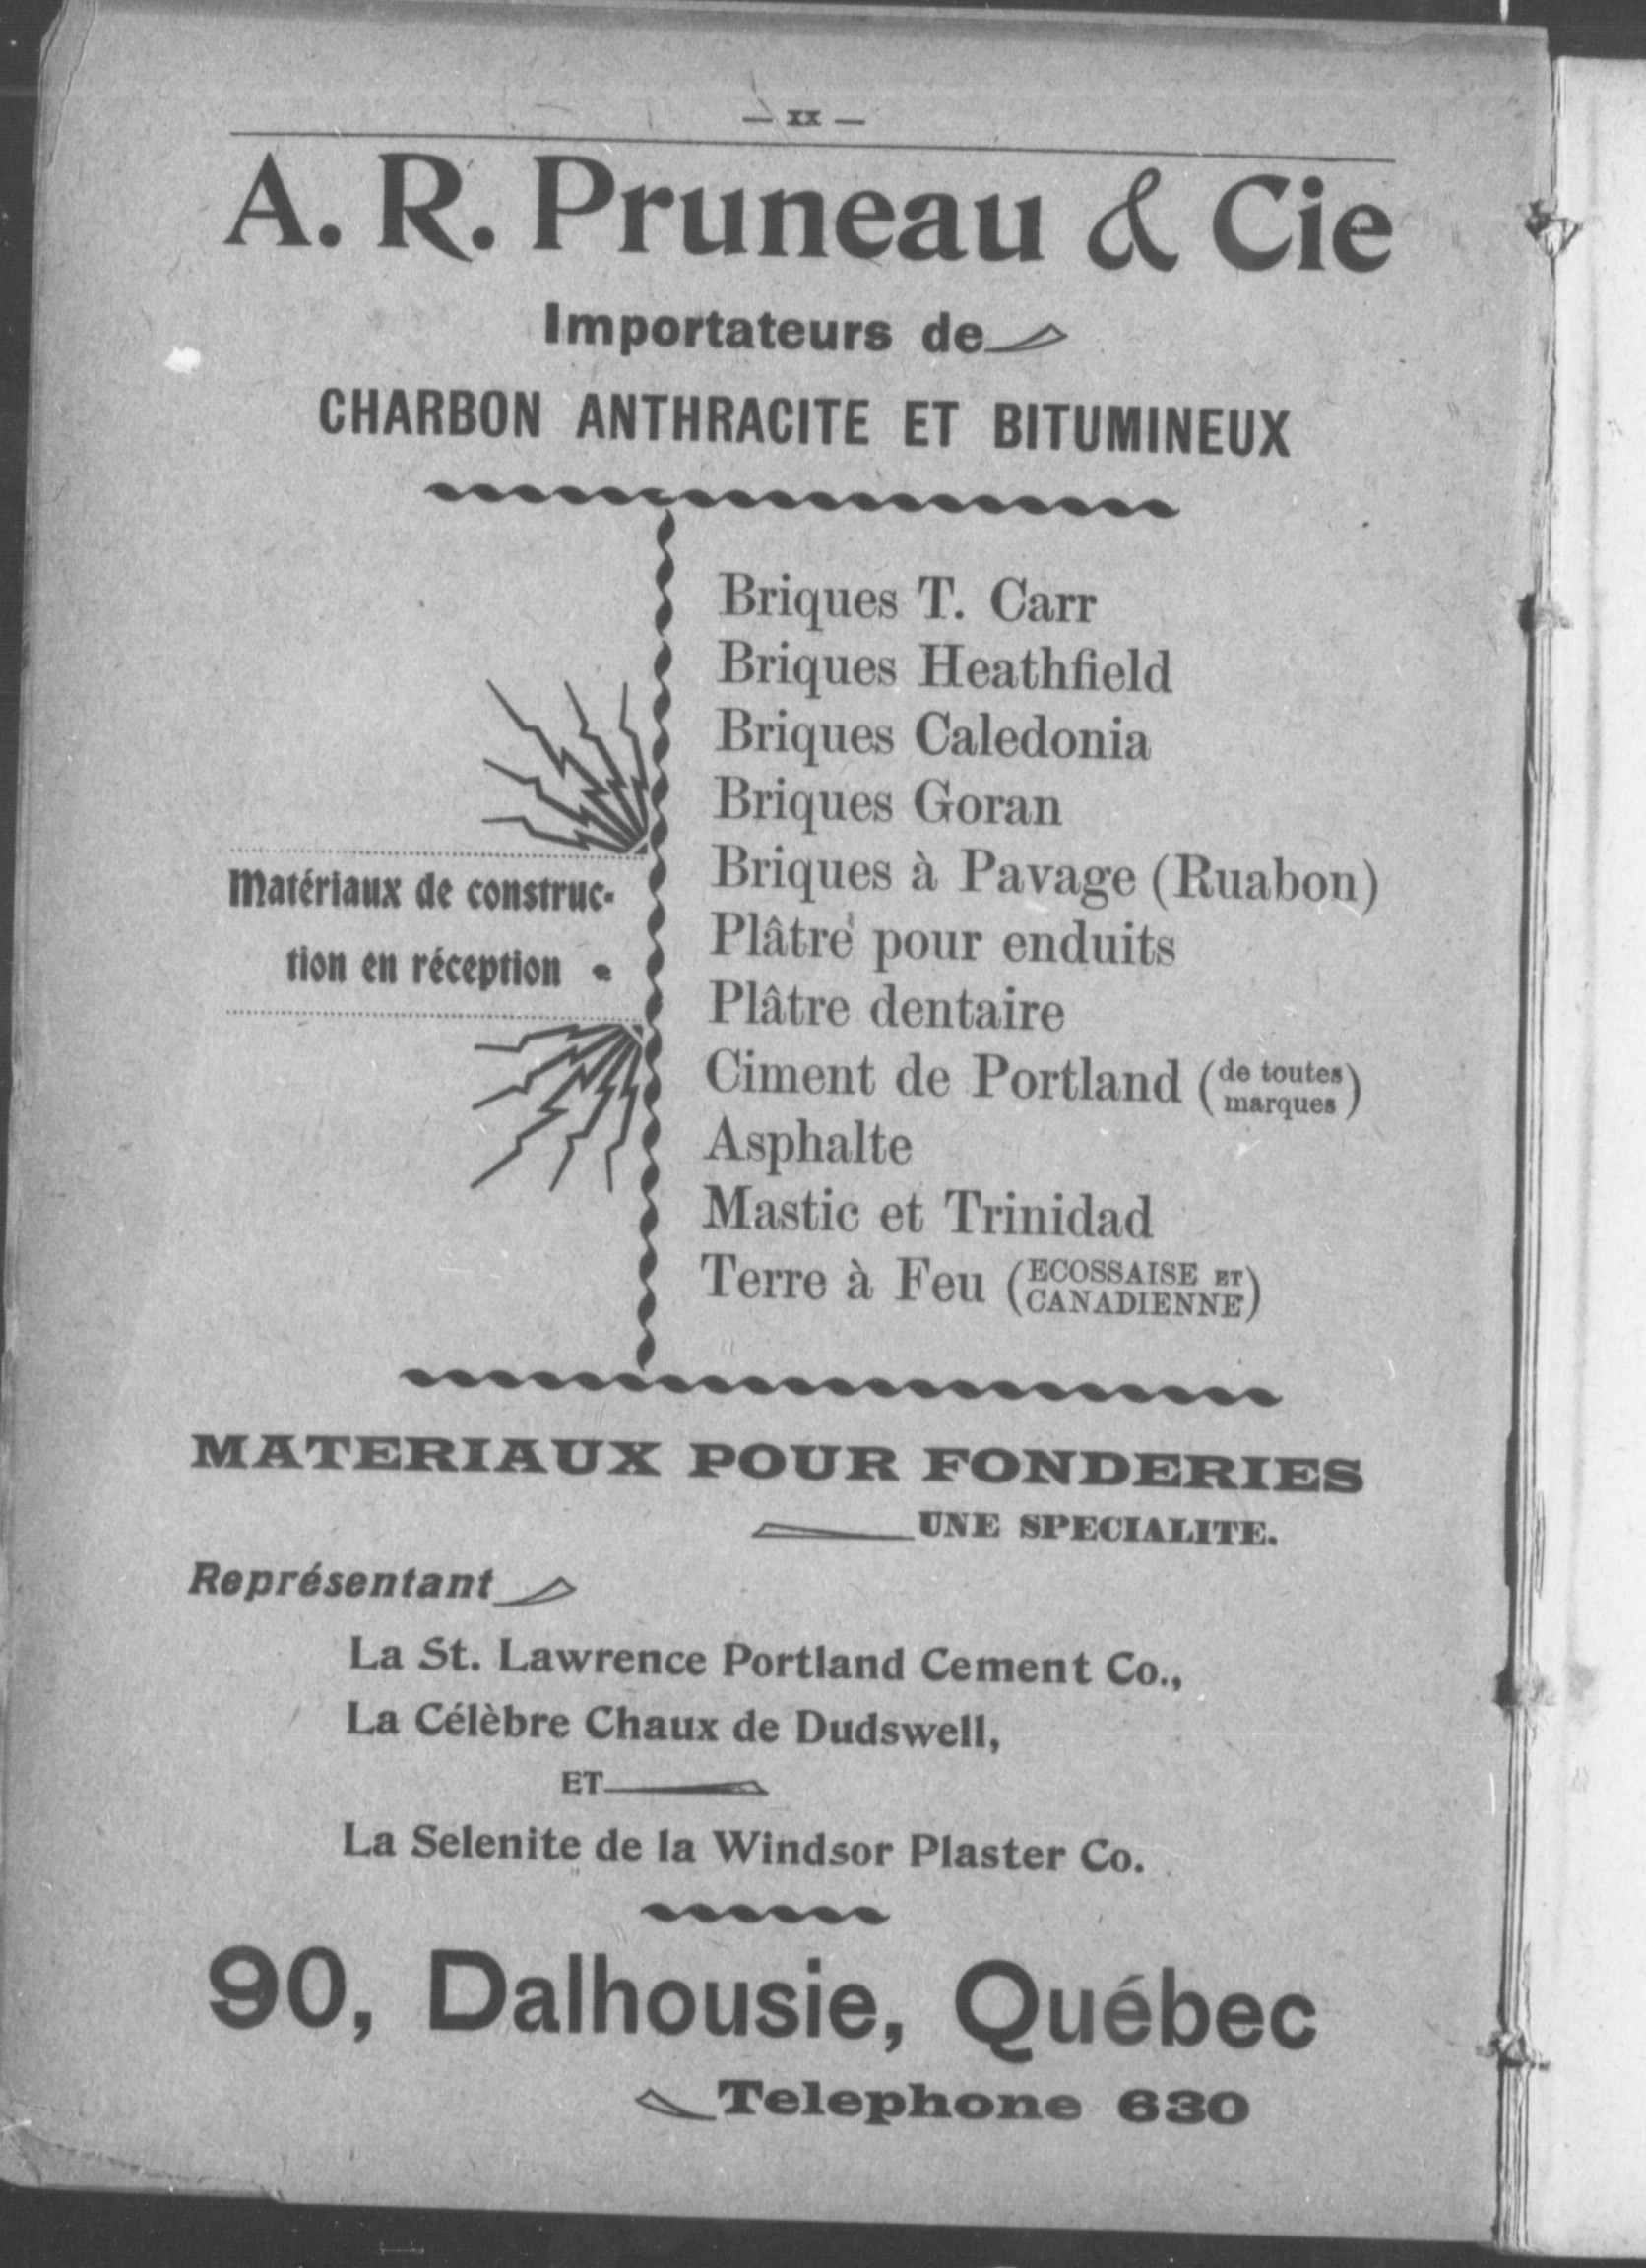 — XX —
A. R. Pruneau & Cie
Importateurs de
CHARBON ANTHRACITE ET BITUMINEUX
Matériaux de construc-
tion en réception
Briques T. Carr
Briques Heathfield
Briques Caledonia
Briques Goran
Briques à Pavage (Ruabon)
Plâtre pour enduits
Plâtre dentaire
Ciment de Portland (de toutes marques)
Asphalte
Mastic et Trinidad
Terre à Feu (ECOSSAISE ET CANADIENNE)
MATERIAUX POUR FONDERIES
UNE SPECIALITE.
Représentant
La St. Lawrence Portland Cement Co.,
La Célèbre Chaux de Dudswell,
ET
La Selenite de la Windsor Plaster Co.
90, Dalhousie, Québec
Telephone 630